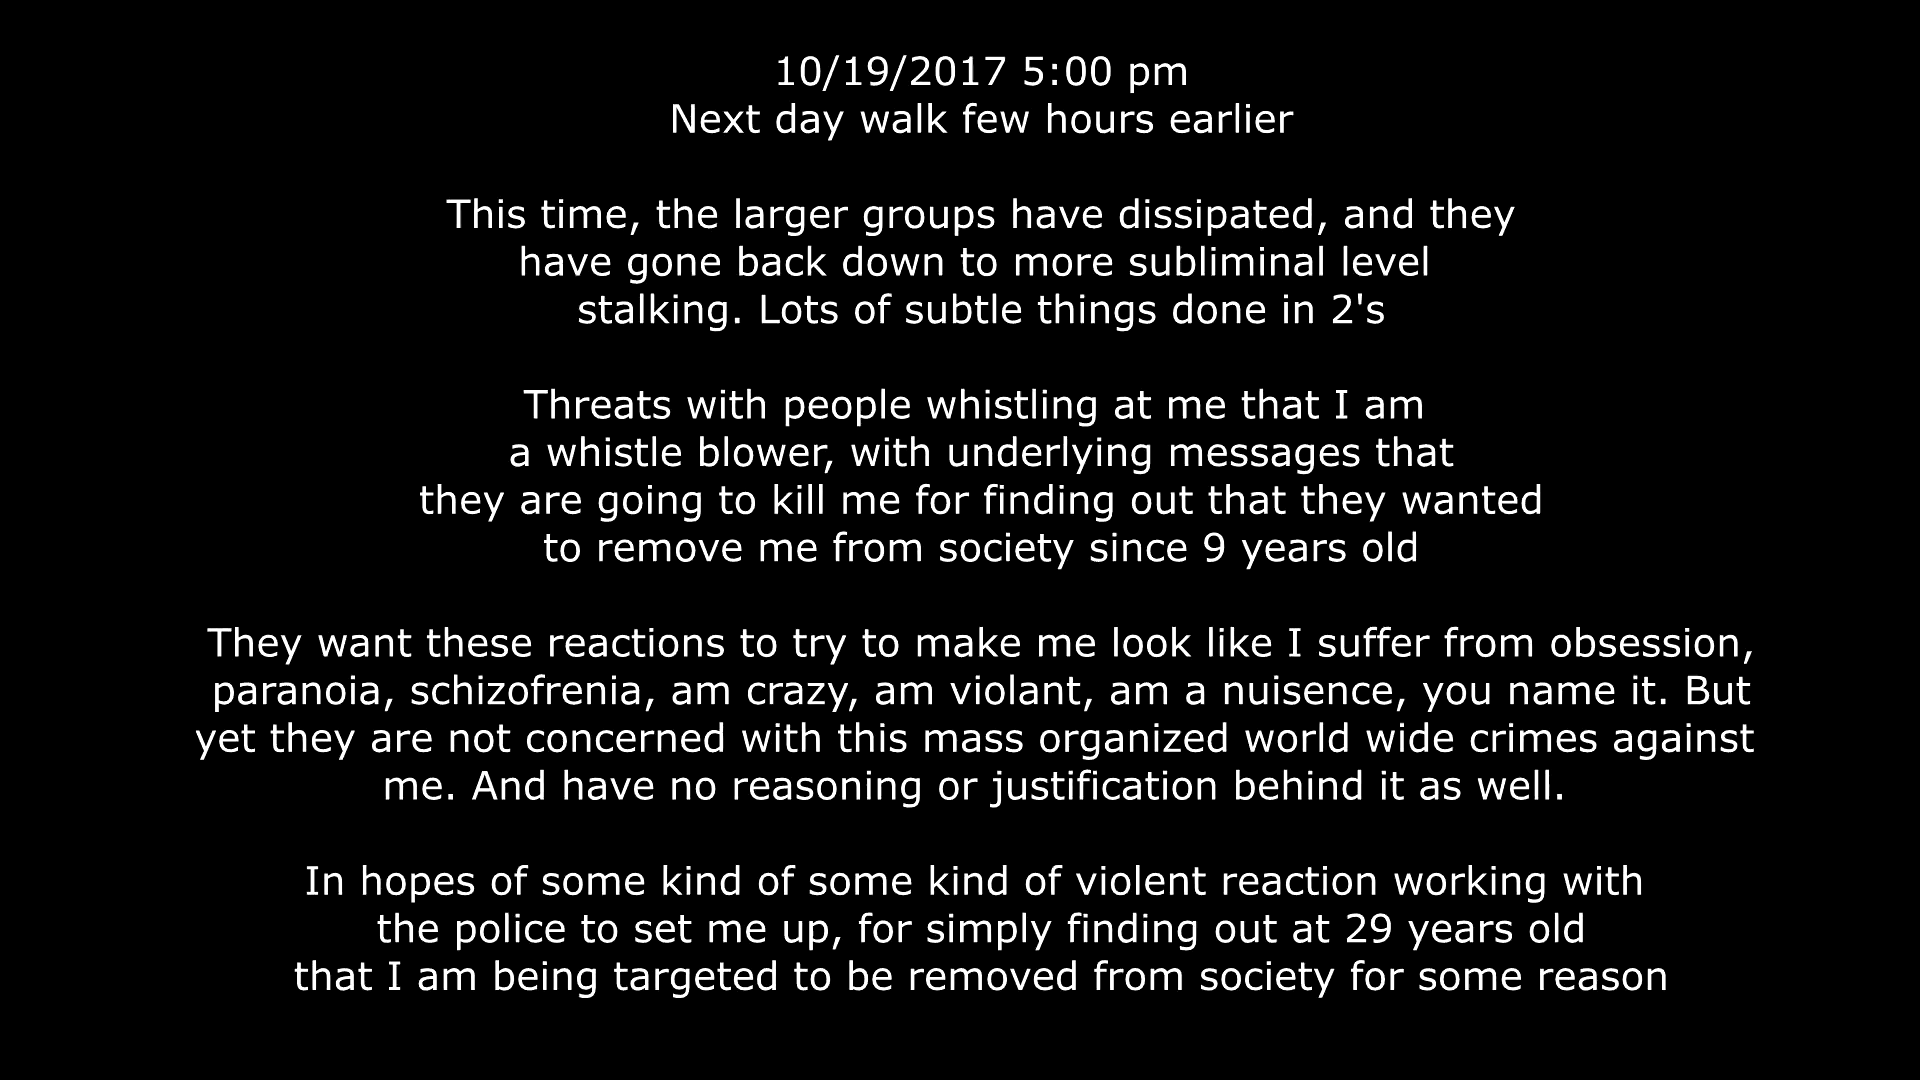 10/19/2017 5:00 pm
Next day walk few hours earlier
This time, the larger groups have dissipated, and they
have gone back down to more subliminal level
stalking. Lots of subtle things done in 2's
Threats with people whistling at me that I am
a whistle blower, with underlying messages that
they are going to kill me for finding out that they wanted
to remove me from society since 9 years old
They want these reactions to try to make me look like I suffer from obsession,
paranoia, schizofrenia, am crazy, am violant, am a nuisence, you name it. But
yet they are not concerned with this mass organized world wide crimes against
me. And have no reasoning or justification behind it as well.
In hopes of some kind of some kind of violent reaction working with
the police to set me up, for simply finding out at 29 years old
that I am being targeted to be removed from society for some reason